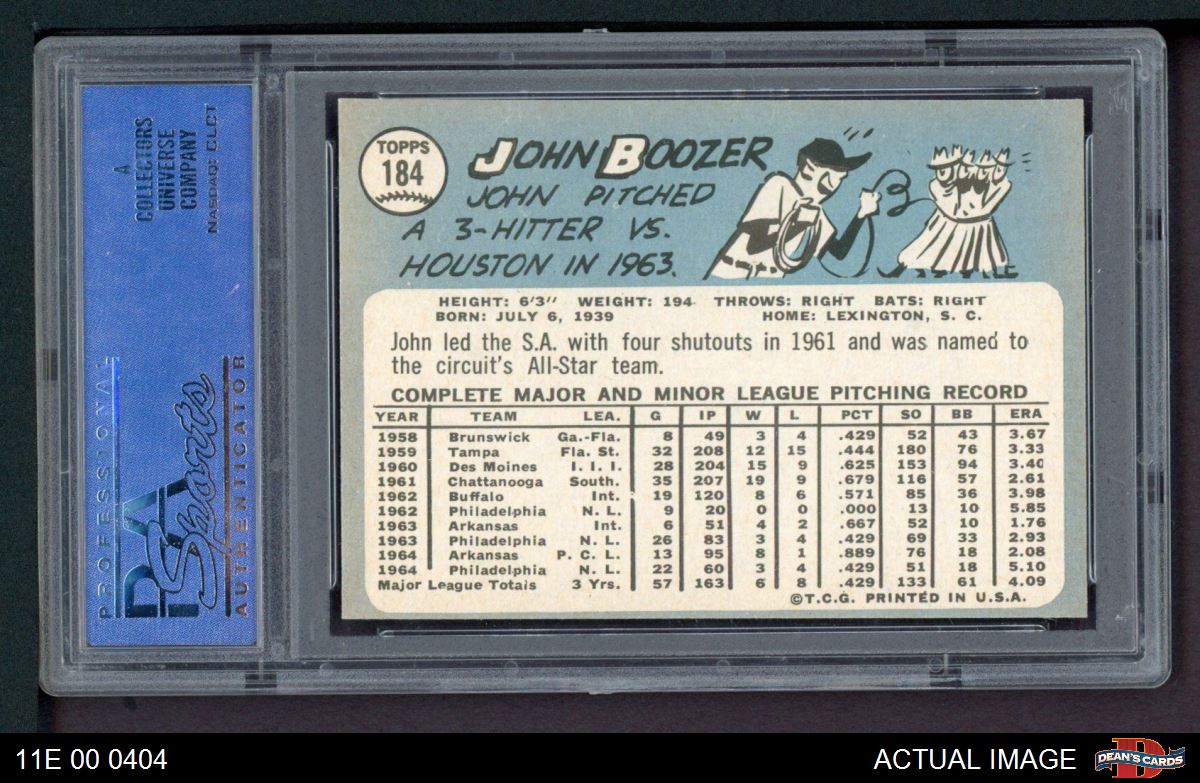 A
COLLECTORS
UNIVERSE
COMPANY
NASDAQ: CLCT
PROFESSIONAL
PSA
Sports
AUTHENTICATOR
TOPPS
184
JOHN BOOZER
JOHN PITCHED
A 3-HITTER VS.
HOUSTON IN 1963.
HEIGHT: 6'3" WEIGHT: 194 THROWS: RIGHT BATS: RIGHT
BORN: JULY 6, 1939 HOME: LEXINGTON, S. C.
John led the S.A. with four shutouts in 1961 and was named to
the circuit's All-Star team.
COMPLETE MAJOR AND MINOR LEAGUE PITCHING RECORD
YEAR TEAM LEA. G IP W L PCT SO BB ERA
1958 Brunswick Ga.-Fla. 8 49 3 4 .429 52 43 3.67
1959 Tampa Fla. St. 32 208 12 15 .444 180 76 3.33
1960 Des Moines I. I. I. 28 204 15 9 .625 153 94 3.40
1961 Chattanooga South. 35 207 19 9 .679 116 57 2.61
1962 Buffalo Int. 19 120 8 6 .571 85 36 3.98
1962 Philadelphia N. L. 9 20 0 0 .000 13 10 5.85
1963 Arkansas Int. 6 51 4 2 .667 52 10 1.76
1963 Philadelphia N. L. 26 83 3 4 .429 69 33 2.93
1964 Arkansas P. C. L. 13 95 8 1 .889 76 18 2.08
1964 Philadelphia N. L. 22 60 3 4 .429 51 18 5.10
Major League Totals 3 Yrs. 57 163 6 8 .429 133 61 4.09
©T.C.G. PRINTED IN U.S.A.
11E 00 0404
ACTUAL IMAGE
DEAN'S CARDS